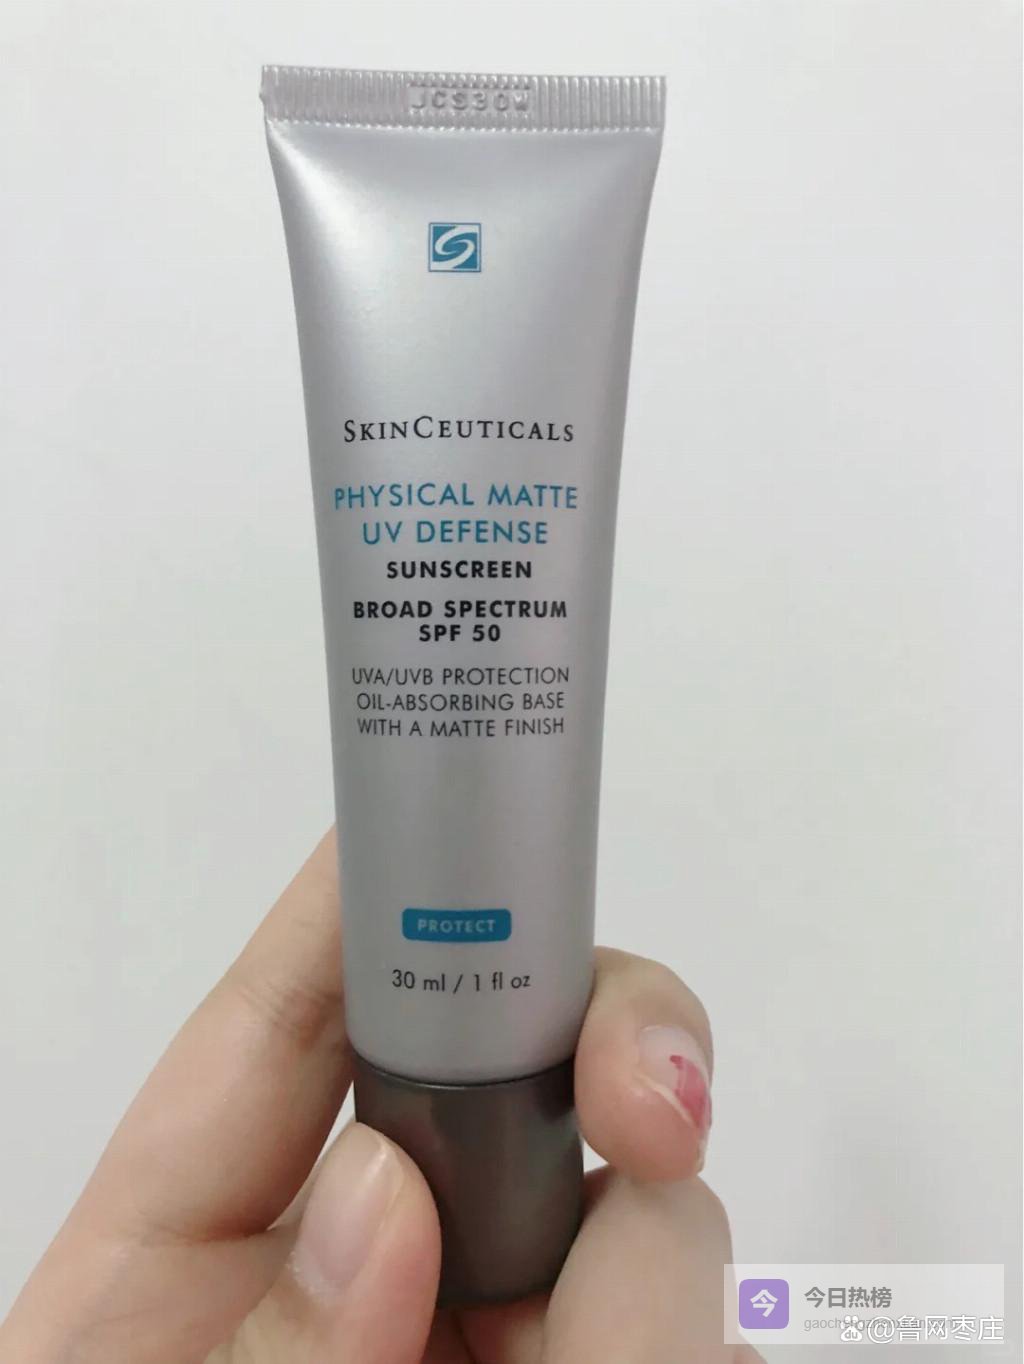 JCS30W
SKINCEUTICALS
PHYSICAL MATTE
UV DEFENSE
SUNSCREEN
BROAD SPECTRUM
SPF 50
UVA/UVB PROTECTION
OIL-ABSORBING BASE
WITH A MATTE FINISH
PROTECT
30 ml / 1 fl oz
今 今日热榜
@鲁网枣庄